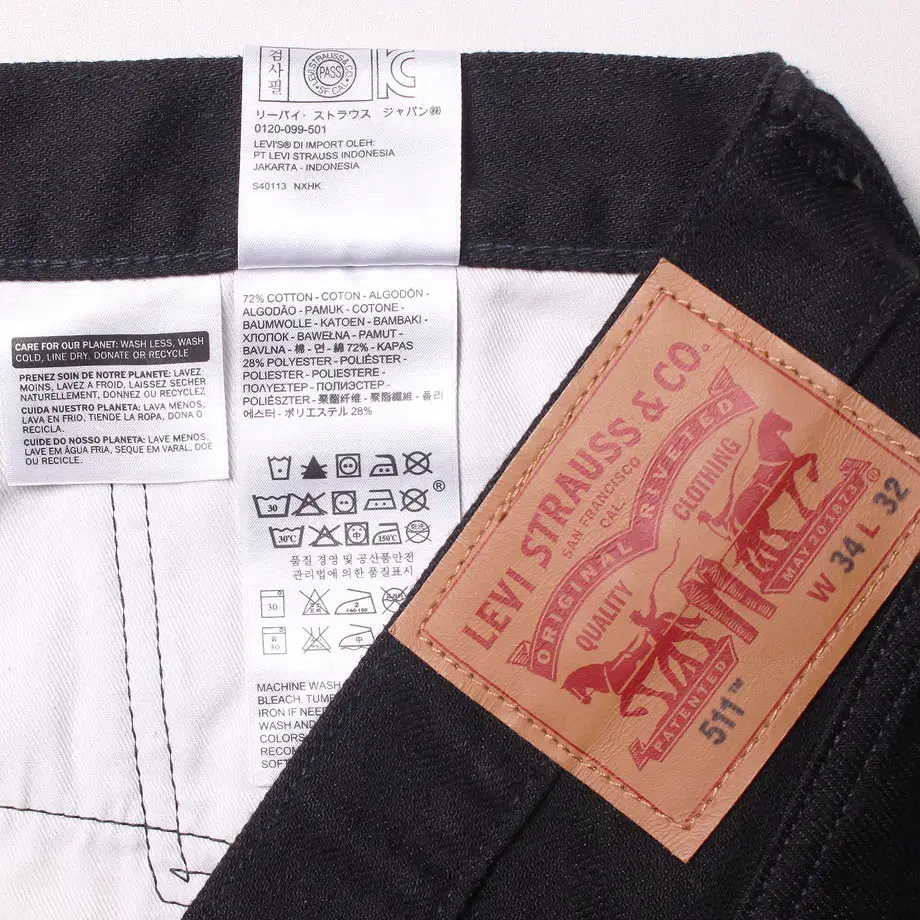 검
사
필
LEVI STRAUSS & CO.
PASS
SF CAL.
リーバイ・ストラウス ジャパン㈱
0120-099-501
LEVI'S® DI IMPORT OLEH:
PT LEVI STRAUSS INDONESIA
JAKARTA - INDONESIA
S40113 NXHK
CARE FOR OUR PLANET: WASH LESS, WASH
COLD, LINE DRY. DONATE OR RECYCLE
PRENEZ SOIN DE NOTRE PLANETE: LAVEZ
MOINS, LAVEZ A FROID, LAISSEZ SECHER
NATURELLEMENT, DONNEZ OU RECYCLEZ
CUIDA NUESTRO PLANETA: LAVA MENOS,
LAVA EN FRIO, TIENDE LA ROPA, DONA O
RECICLA.
CUIDE DO NOSSO PLANETA: LAVE MENOS,
LAVE EM ÁGUA FRIA, SEQUE EM VARAL, DOE
OU RECICLE.
72% COTTON - COTON - ALGODÓN -
ALGODÃO - PAMUK - COTONE -
BAUMWOLLE - KATOEN - BAMBAKI -
ХЛОПОК - BAWEŁNA - PAMUT -
BAVLNA - 棉 - 면 - 綿 72% - KAPAS
28% POLYESTER - POLIÉSTER -
POLIESTERE - POLYESTER -
ΠΟΛΥΕΣΤΕΡ - ПОЛИЭСТЕР -
POLIÉSZTER - 聚酯纤维 - 聚酯纖維 - 폴리
에스터 - ポリエステル 28%
30
®
30℃
中
150℃
품질 경영 및 공산품안전
관리법에 의한 품질표시
30
2
140-160
30
中
MACHINE WASH
BLEACH. TUM
IRON IF NEE
WASH AND
COLORS
RECOM
SOFT
LEVI STRAUSS & CO.
SAN FRANCISCO
CAL.
ORIGINAL RIVETED
QUALITY CLOTHING
PATENTED
MAY 1873
®
W 34 L 32
511™